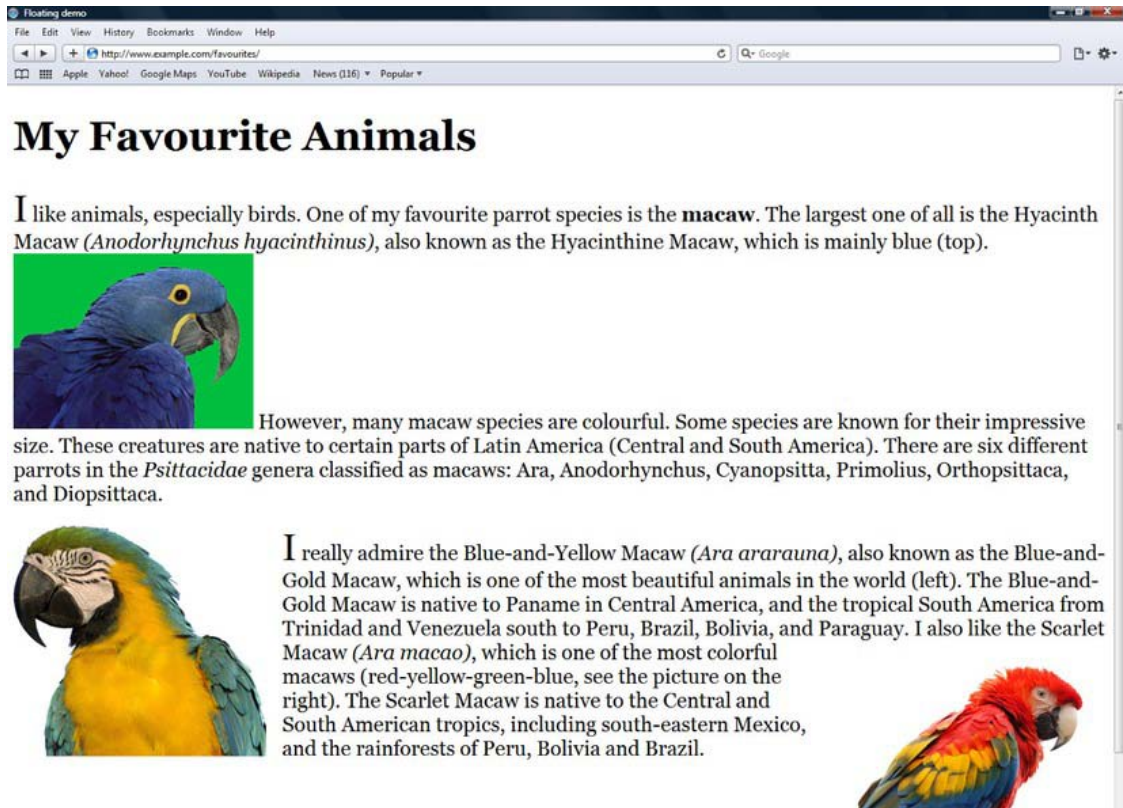 Floating demo
File Edit View History Bookmarks Window Help
http://www.example.com/favourites/
Google
Apple Yahoo! Google Maps YouTube Wikipedia News (116) Popular
My Favourite Animals
I like animals, especially birds. One of my favourite parrot species is the macaw. The largest one of all is the Hyacinth
Macaw (Anodorhynchus hyacinthinus), also known as the Hyacinthine Macaw, which is mainly blue (top).
However, many macaw species are colourful. Some species are known for their impressive
size. These creatures are native to certain parts of Latin America (Central and South America). There are six different
parrots in the Psittacidae genera classified as macaws: Ara, Anodorhynchus, Cyanopsitta, Primolius, Orthopsittaca,
and Diopsittaca.
I really admire the Blue-and-Yellow Macaw (Ara ararauna), also known as the Blue-and-
Gold Macaw, which is one of the most beautiful animals in the world (left). The Blue-and-
Gold Macaw is native to Paname in Central America, and the tropical South America from
Trinidad and Venezuela south to Peru, Brazil, Bolivia, and Paraguay. I also like the Scarlet
Macaw (Ara macao), which is one of the most colorful
macaws (red-yellow-green-blue, see the picture on the
right). The Scarlet Macaw is native to the Central and
South American tropics, including south-eastern Mexico,
and the rainforests of Peru, Bolivia and Brazil.